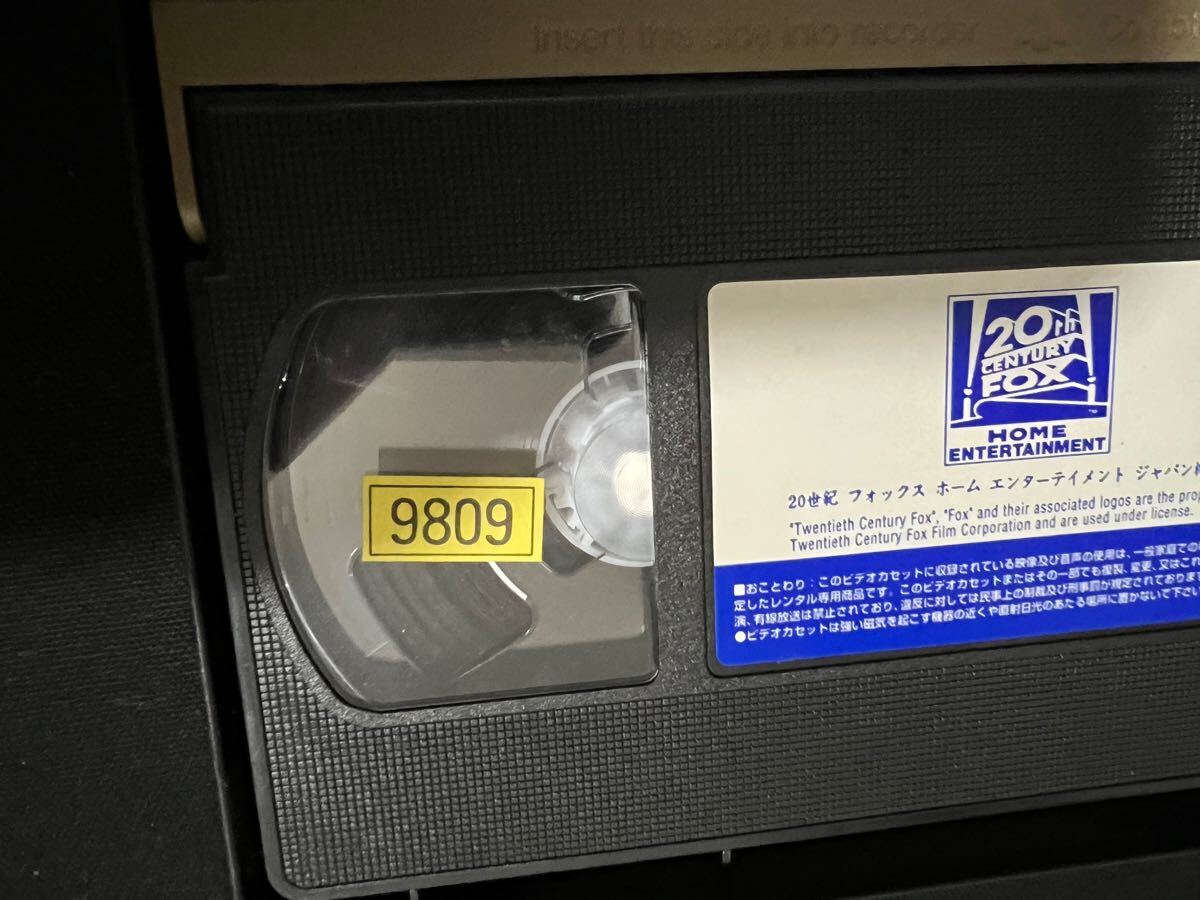 Insert this side into recorder
20th
CENTURY
FOX
HOME
ENTERTAINMENT
9809
20世紀 フォックス ホーム エンターテイメント ジャパン
"Twentieth Century Fox", "Fox" and their associated logos are the
Twentieth Century Fox Film Corporation and are used under license.
■おことわり：このビデオカセットに収録されている映像及び音声の使用は、一般家庭での
定したレンタル専用商品です。このビデオカセットまたはその一部でも複製、変更、又はこれ
演、有線放送は禁止されており、違反に対しては民事上の制裁及び刑事罰が規定されておりま
●ビデオカセットは強い磁気を起こす機器の近くや直射日光のあたる場所に置かないで下さ